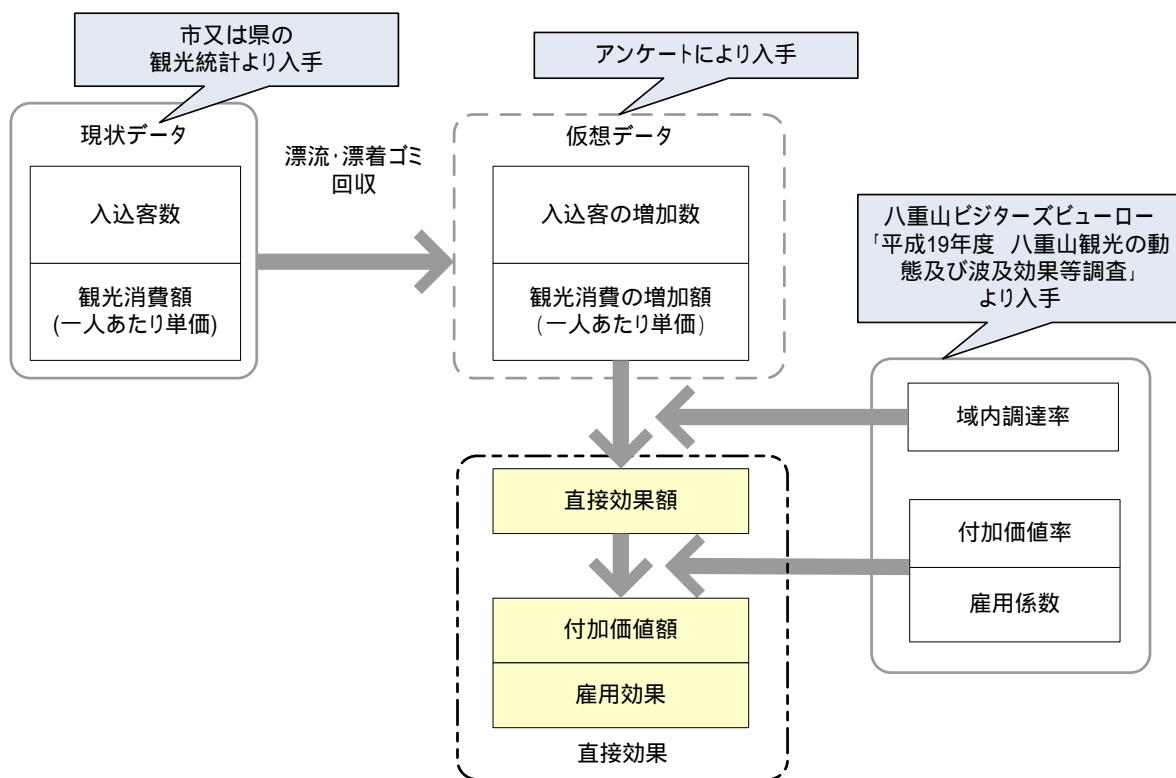 市又は県の
観光統計より入手
アンケートにより入手
現状データ
入込客数
観光消費額
(一人あたり単価)
漂流・漂着ゴミ
回収
仮想データ
入込客の増加数
観光消費の増加額
(一人あたり単価)
八重山ビジターズビューロー
「平成19年度 八重山観光の動
態及び波及効果等調査」
より入手
域内調達率
付加価値率
雇用係数
直接効果額
付加価値額
雇用効果
直接効果